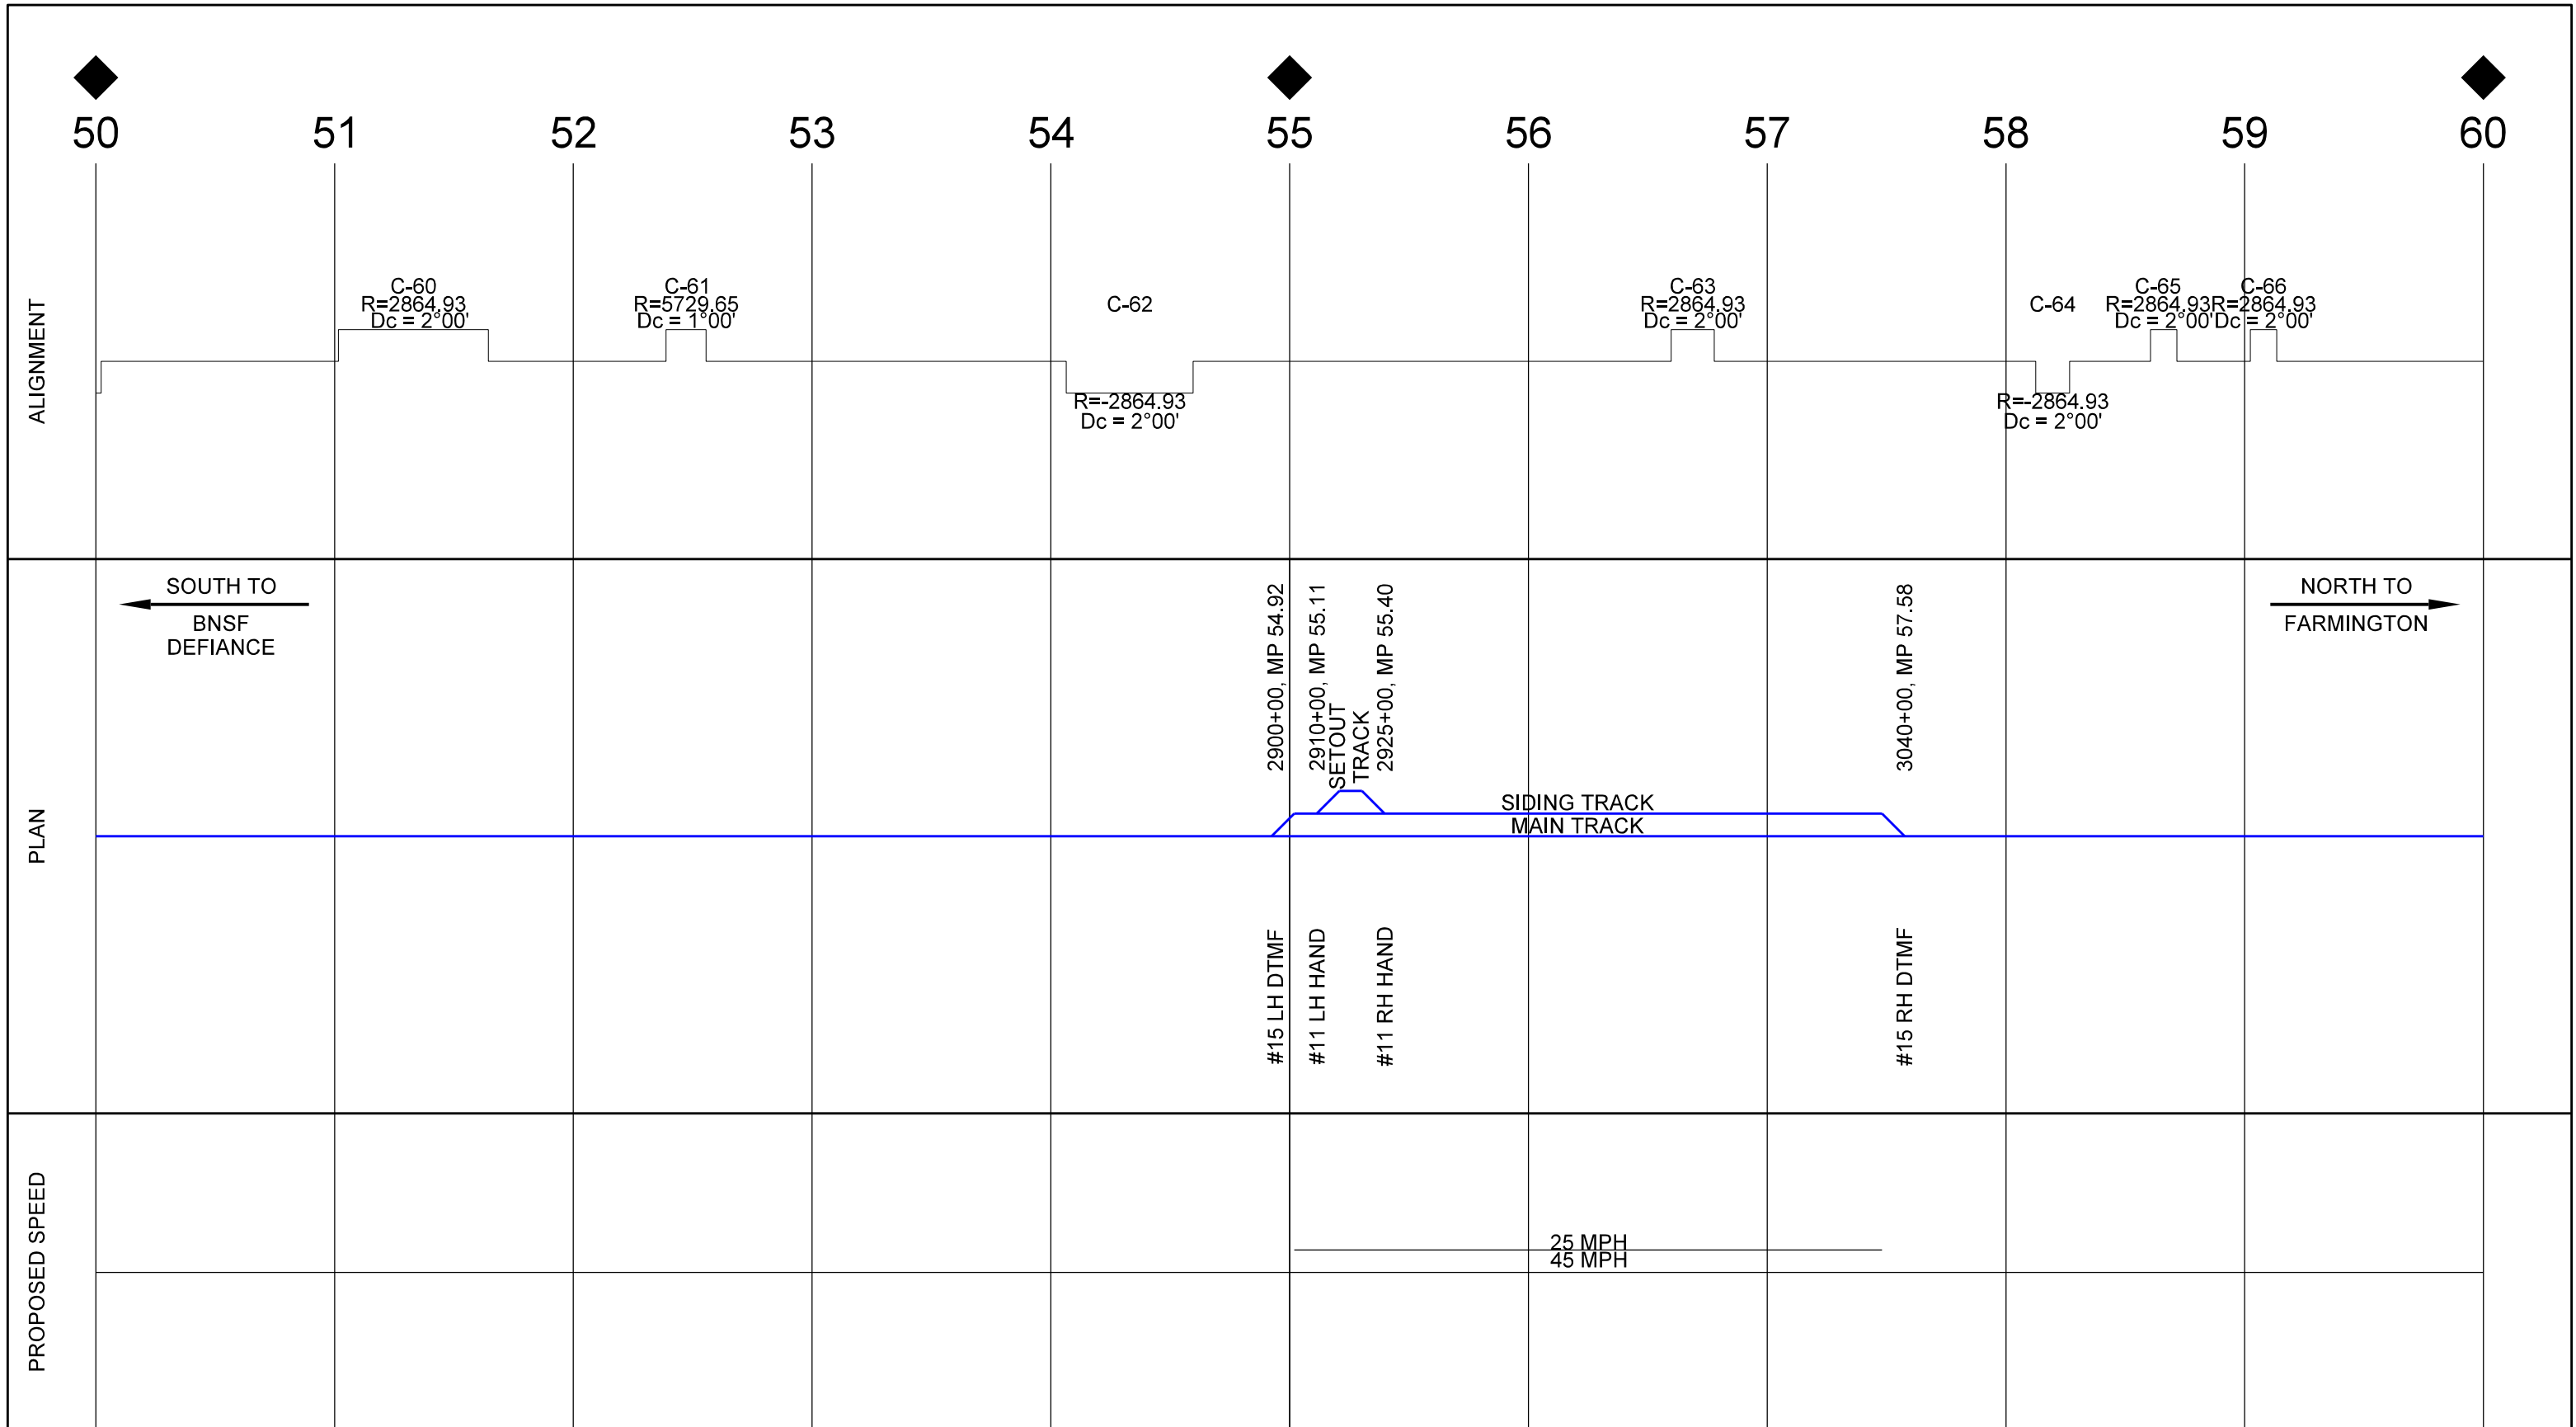 50 51 52 53 54 55 56 57 58 59 60
ALIGNMENT
C-60
R=2864.93
Dc = 2°00'
C-61
R=5729.65
Dc = 1°00'
C-62
R=-2864.93
Dc = 2°00'
C-63
R=2864.93
Dc = 2°00'
C-64
R=-2864.93
Dc = 2°00'
C-65
R=2864.93
Dc = 2°00'
C-66
R=2864.93
Dc = 2°00'
PLAN
SOUTH TO
BNSF
DEFIANCE
2900+00, MP 54.92
2910+00, MP 55.11
SETOUT
TRACK
2925+00, MP 55.40
3040+00, MP 57.58
NORTH TO
FARMINGTON
SIDING TRACK
MAIN TRACK
#15 LH DTMF
#11 LH HAND
#11 RH HAND
#15 RH DTMF
PROPOSED SPEED
25 MPH
45 MPH